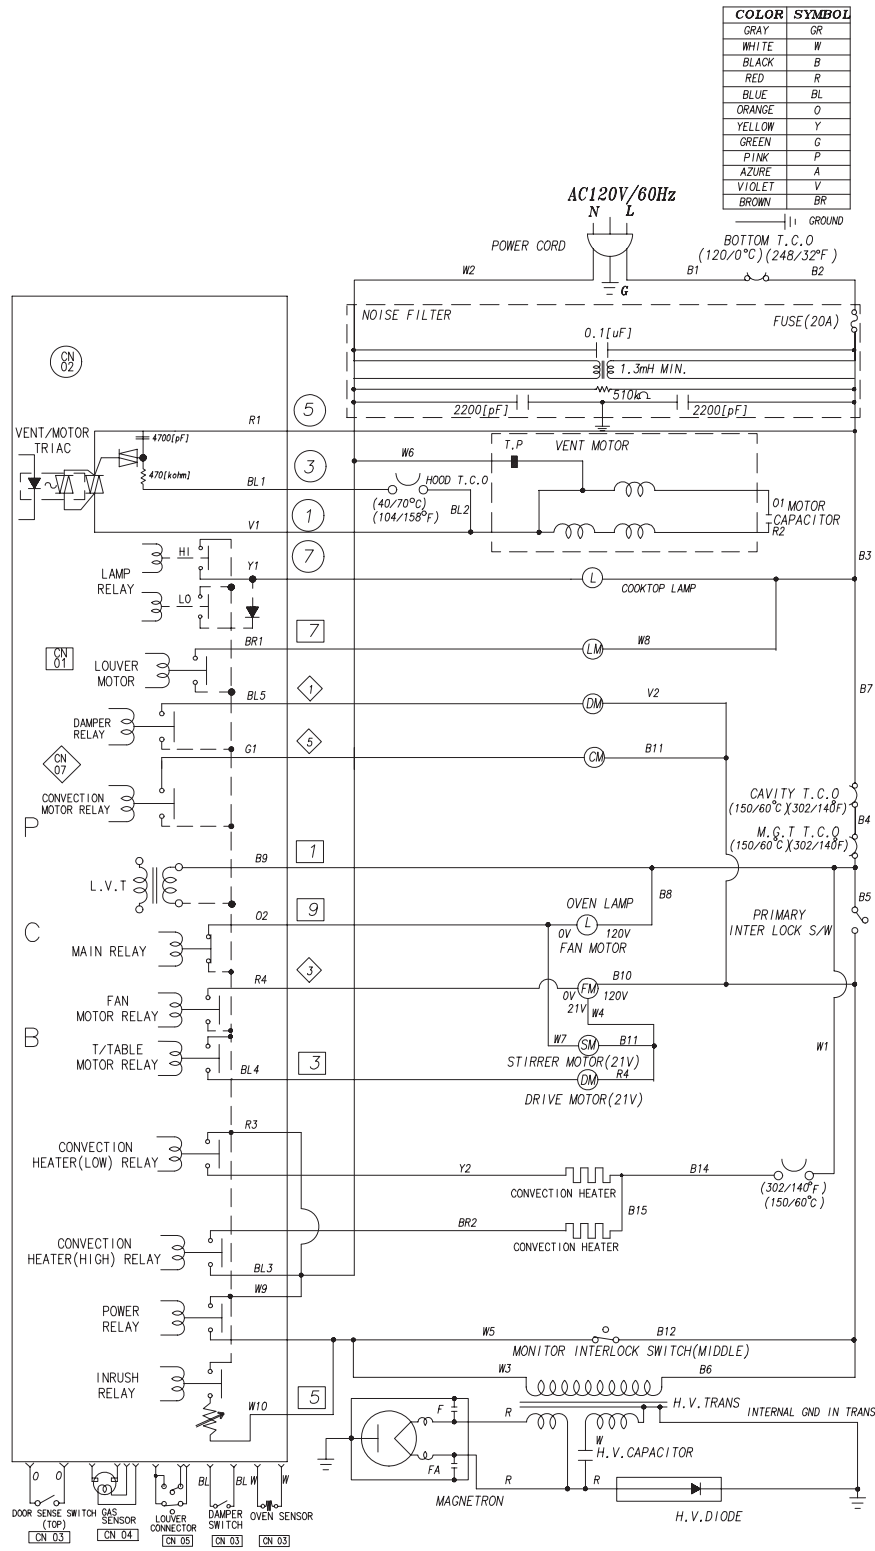 COLOR SYMBOL
GRAY GR
WHITE W
BLACK B
RED R
BLUE BL
ORANGE O
YELLOW Y
GREEN G
PINK P
AZURE A
VIOLET V
BROWN BR
GROUND
AC120V/60Hz
N L
POWER CORD
G
BOTTOM T.C.O
(120/0°C)(248/32°F)
W2
B1
B2
NOISE FILTER
FUSE(20A)
0.1[uF]
1.3mH MIN.
510kΩ
2200[pF]
2200[pF]
CN
02
VENT/MOTOR
TRIAC
4700[pF]
470[kohm]
R1
5
BL1
3
V1
1
W6
HOOD T.C.O
(40/70°C)
(104/158°F)
BL2
T.P
VENT MOTOR
O1
MOTOR
CAPACITOR
R2
B3
7
LAMP
RELAY
HI
LO
Y1
L
COOKTOP LAMP
CN
01
LOUVER
MOTOR
BR1
7
LM
W8
B7
DAMPER
RELAY
BL5
1
DM
V2
CN
07
CONVECTION
MOTOR RELAY
G1
5
CM
B11
CAVITY T.C.O
(150/60°C)(302/140°F)
B4
M.G.T T.C.O
(150/60°C)(302/140°F)
P
L.V.T
B9
1
B8
B5
PRIMARY
INTER LOCK S/W
C
MAIN RELAY
O2
9
OVEN LAMP
L
0V 120V
FAN MOTOR
FAN
MOTOR RELAY
R4
3
FM
B10
0V 120V
21V
W4
B
T/TABLE
MOTOR RELAY
BL4
3
W7
SM
B11
STIRRER MOTOR(21V)
DM
R4
DRIVE MOTOR(21V)
W1
CONVECTION
HEATER(LOW) RELAY
R3
Y2
CONVECTION HEATER
B14
(302/140°F)
(150/60°C)
B15
CONVECTION
HEATER(HIGH) RELAY
BR2
CONVECTION HEATER
BL3
W9
POWER
RELAY
W5
B12
MONITOR INTERLOCK SWITCH(MIDDLE)
INRUSH
RELAY
W10
5
W3
B6
H.V.TRANS
INTERNAL GND IN TRANS
F
FA
R
W
H.V.CAPACITOR
R
R
MAGNETRON
H.V.DIODE
O O
BL BL W W
DOOR SENSE SWITCH
(TOP)
CN 03
GAS
SENSOR
CN 04
LOUVER
CONNECTOR
CN 05
DAMPER
SWITCH
CN 03
OVEN SENSOR
CN 03